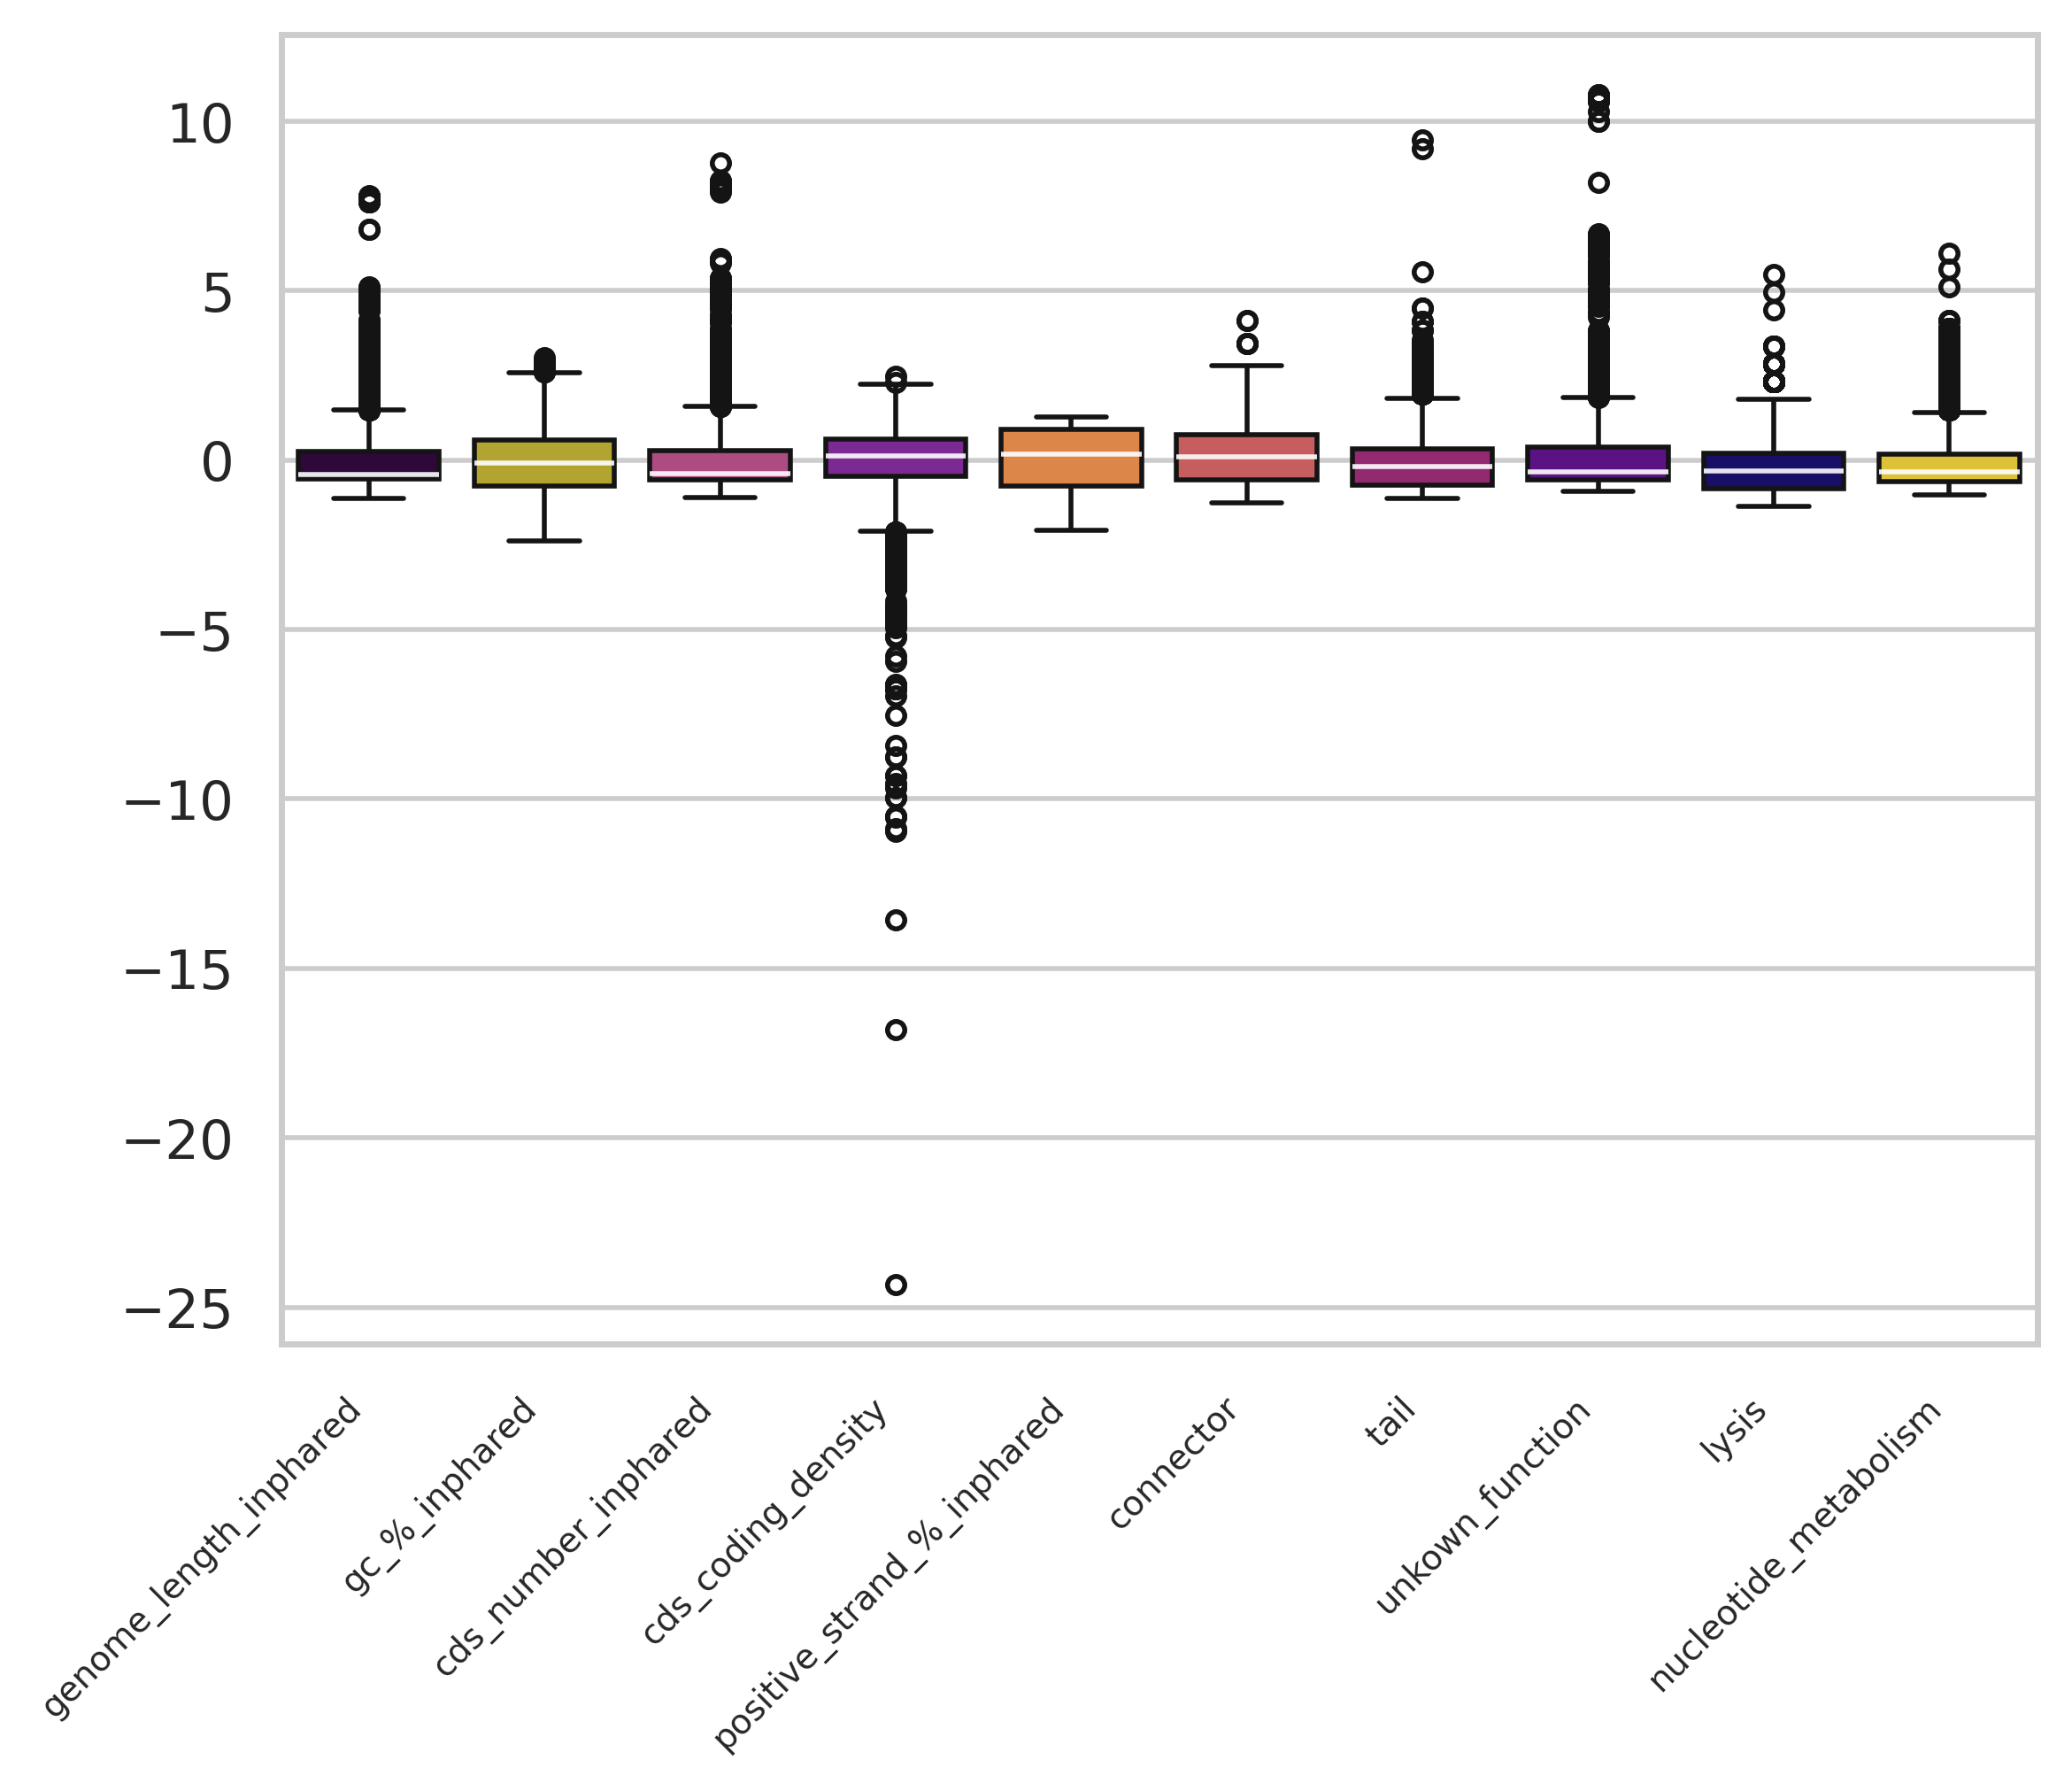 10
5
0
−5
−10
−15
−20
−25
genome_length_inphared
gc_%_inphared
cds_number_inphared
cds_coding_density
positive_strand_%_inphared
connector
tail
unkown_function
lysis
nucleotide_metabolism